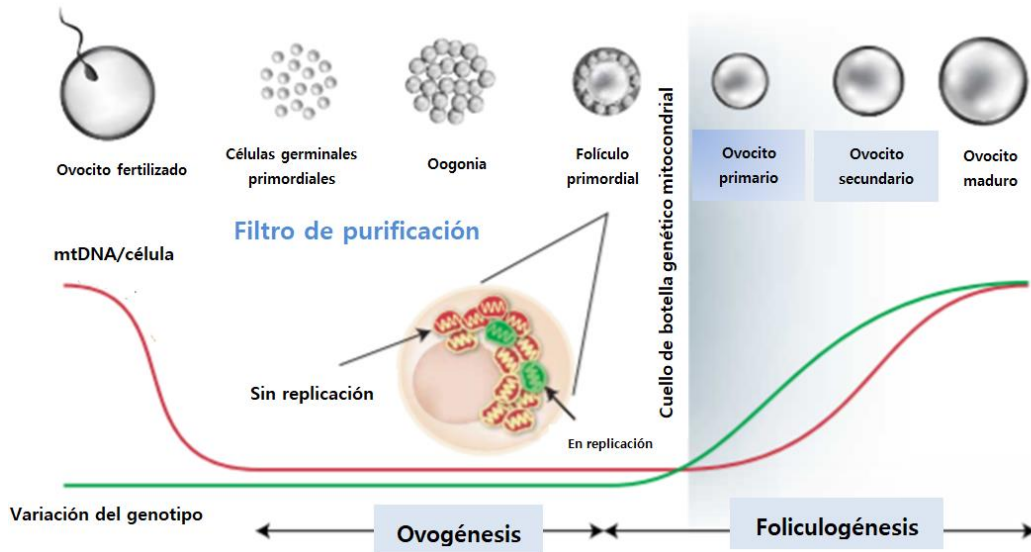 Ovocito fertilizado
Células germinales
primordiales
Oogonia
Folículo
primordial
Cuello de botella genético mitocondrial
Ovocito
primario
Ovocito
secundario
Ovocito
maduro
Filtro de purificación
mtDNA/célula
Sin replicación
En replicación
Variación del genotipo
Ovogénesis
Foliculogénesis